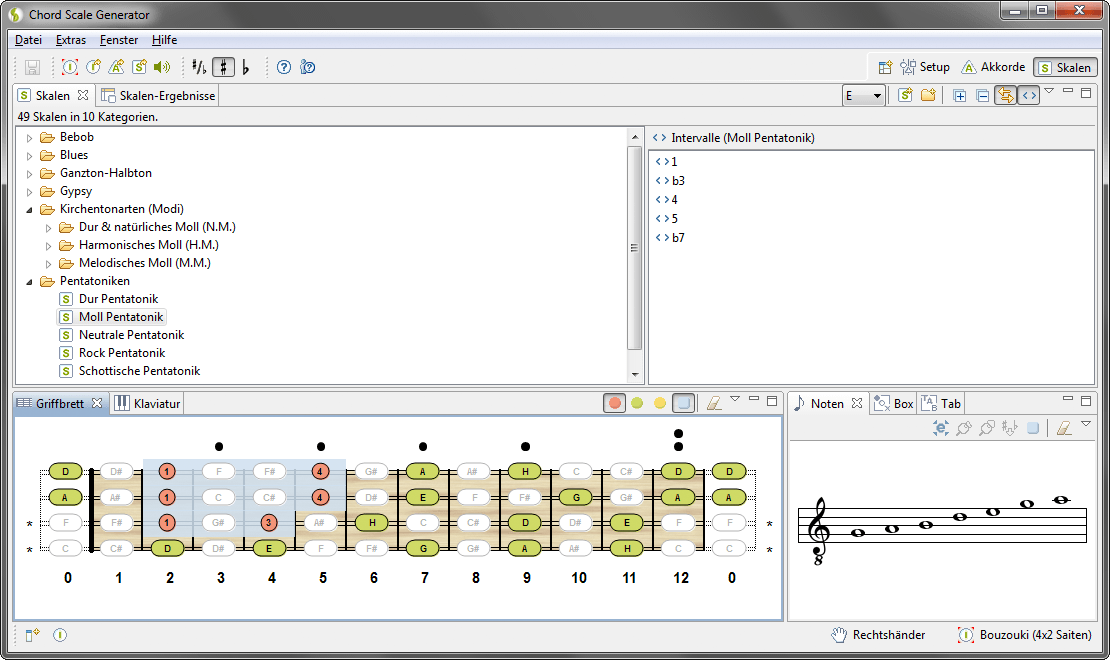 Chord Scale Generator
Datei Extras Fenster Hilfe
Setup Akkorde S Skalen
S Skalen Skalen-Ergebnisse E
49 Skalen in 10 Kategorien.
Bebob
Blues
Ganzton-Halbton
Gypsy
Kirchentonarten (Modi)
Dur & natürliches Moll (N.M.)
Harmonisches Moll (H.M.)
Melodisches Moll (M.M.)
Pentatoniken
S Dur Pentatonik
S Moll Pentatonik
S Neutrale Pentatonik
S Rock Pentatonik
S Schottische Pentatonik
Intervalle (Moll Pentatonik)
1
b3
4
5
b7
Griffbrett Klaviatur
D D# 1 F F# 4 G# A A# H C C# D D
A A# 1 C C# 4 D# E F F# G G# A A
* F F# 1 G# 3 A# H C C# D D# E F F *
* C C# D D# E F F# G G# A A# H C C *
0 1 2 3 4 5 6 7 8 9 10 11 12 0
Noten Box Tab
8
Rechtshänder Bouzouki (4x2 Saiten)